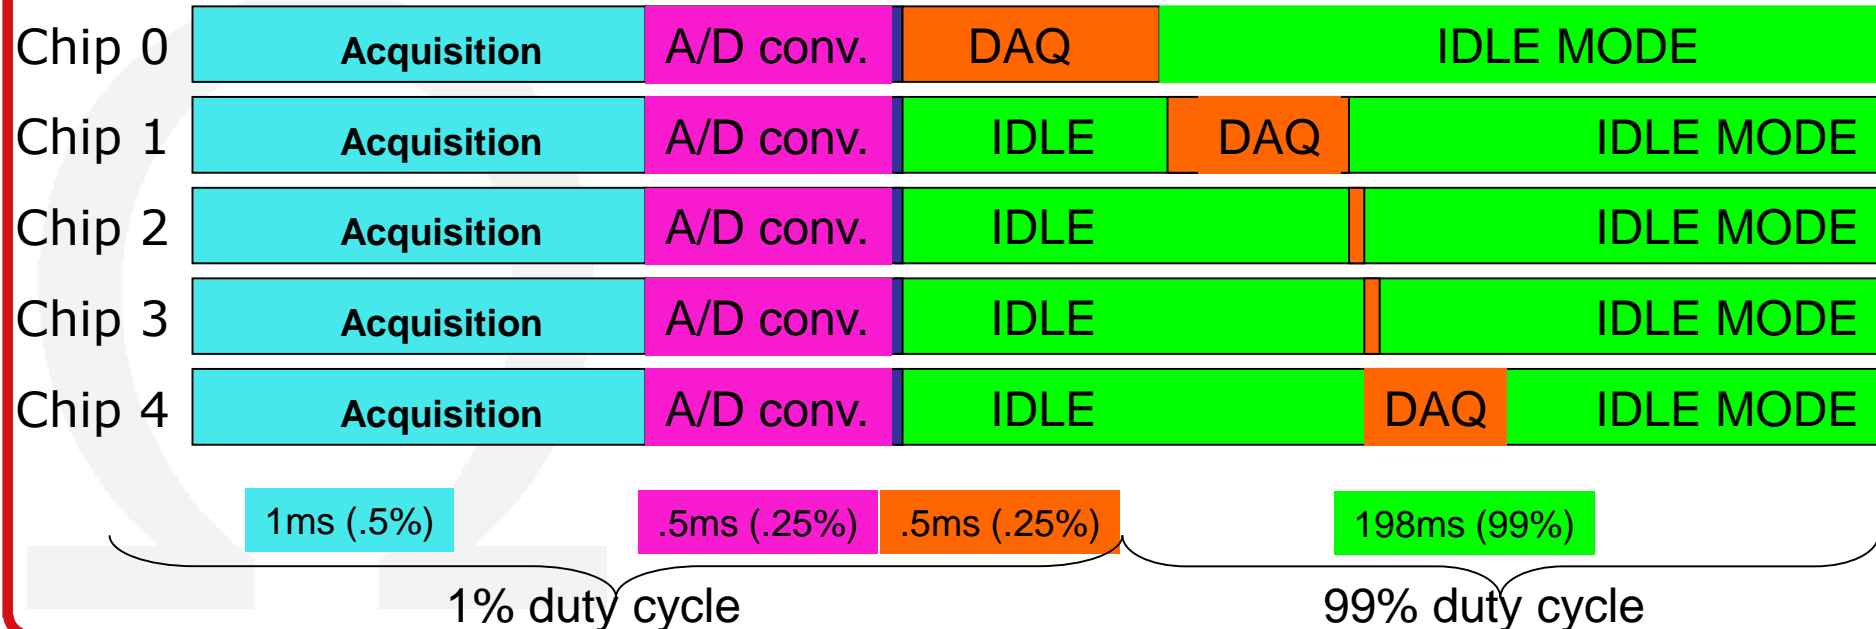 Chip 0 Acquisition A/D conv. DAQ IDLE MODE
Chip 1 Acquisition A/D conv. IDLE DAQ IDLE MODE
Chip 2 Acquisition A/D conv. IDLE IDLE MODE
Chip 3 Acquisition A/D conv. IDLE IDLE MODE
Chip 4 Acquisition A/D conv. IDLE DAQ IDLE MODE
1ms (.5%) .5ms (.25%) .5ms (.25%) 198ms (99%)
1% duty cycle 99% duty cycle